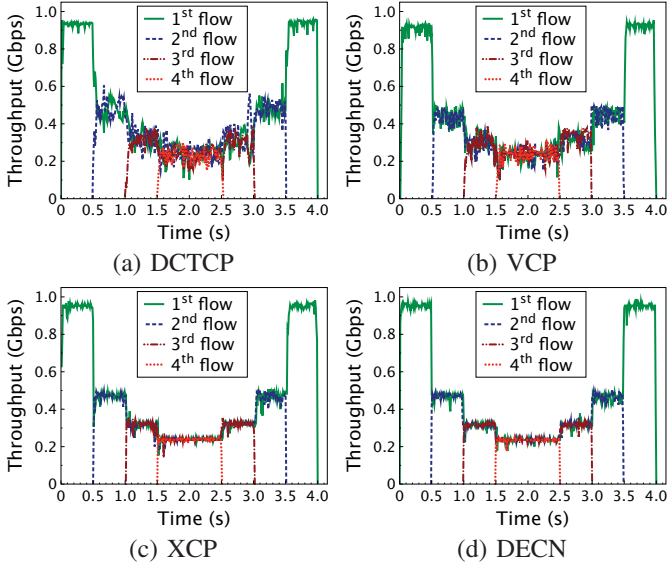 Throughput (Gbps)
1.0
0.8
0.6
0.4
0.2
0
1st flow
2nd flow
3rd flow
4th flow
0 0.5 1.0 1.5 2.0 2.5 3.0 3.5 4.0
Time (s)
(a) DCTCP
Throughput (Gbps)
1.0
0.8
0.6
0.4
0.2
0
1st flow
2nd flow
3rd flow
4th flow
0 0.5 1.0 1.5 2.0 2.5 3.0 3.5 4.0
Time (s)
(b) VCP
Throughput (Gbps)
1.0
0.8
0.6
0.4
0.2
0
1st flow
2nd flow
3rd flow
4th flow
0 0.5 1.0 1.5 2.0 2.5 3.0 3.5 4.0
Time (s)
(c) XCP
Throughput (Gbps)
1.0
0.8
0.6
0.4
0.2
0
1st flow
2nd flow
3rd flow
4th flow
0 0.5 1.0 1.5 2.0 2.5 3.0 3.5 4.0
Time (s)
(d) DECN